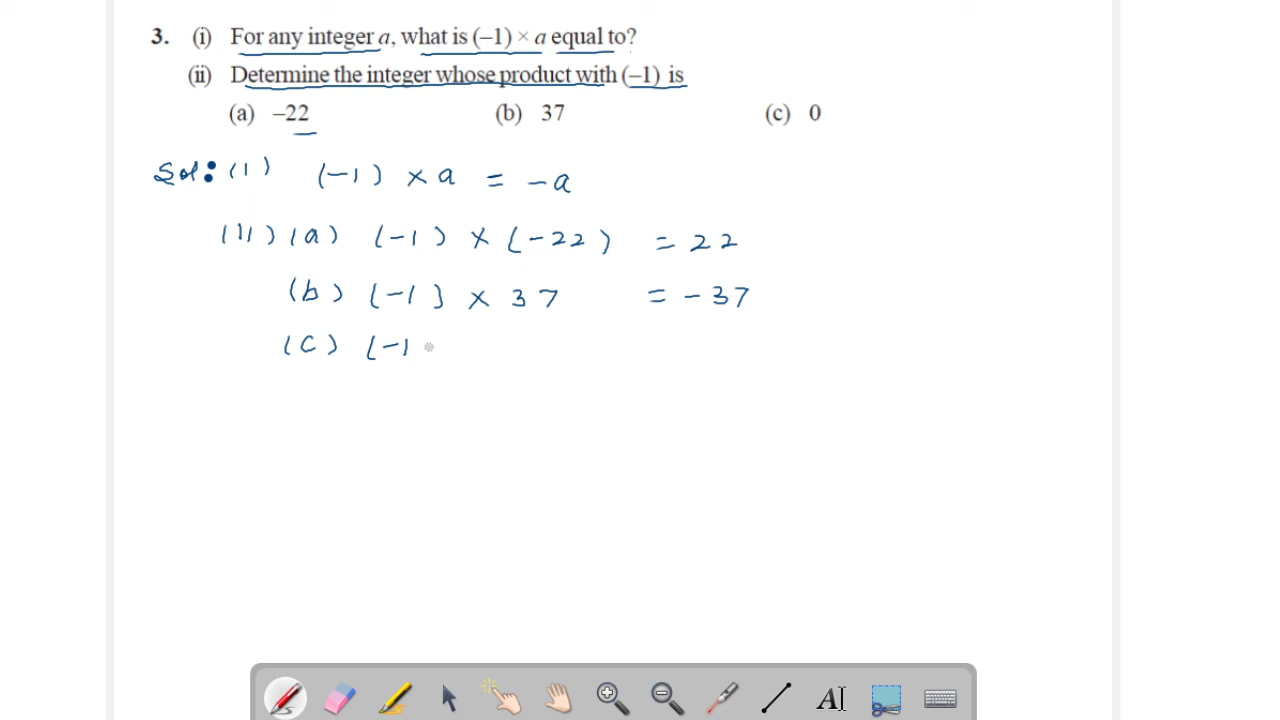 3. (i) For any integer a, what is (–1) × a equal to?
(ii) Determine the integer whose product with (–1) is
(a) –22 (b) 37 (c) 0
Sol: (i) (-1) × a = -a
(ii) (a) (-1) × (-22) = 22
(b) (-1) × 37 = -37
(c) (-1
A